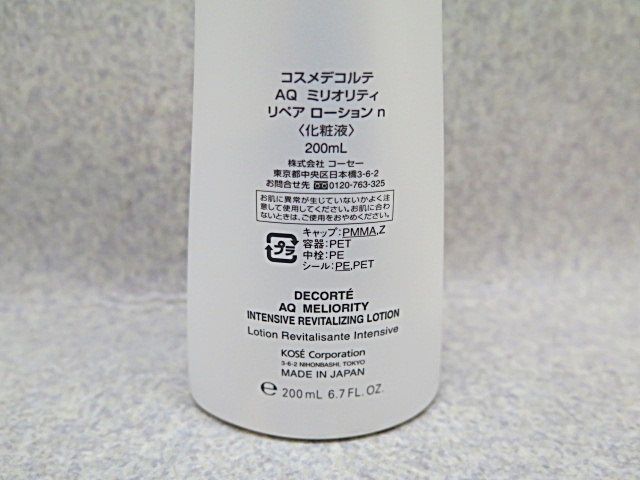 コスメデコルテ
AQ ミリオリティ
リペア ローション n
〈化粧液〉
200mL
株式会社 コーセー
東京都中央区日本橋3-6-2
お問合せ先 0120-763-325
お肌に異常が生じていないかよく注
意して使用してください。お肌に合わ
ないときは、ご使用をおやめください。
プラ
キャップ:PMMA,Z
容器:PET
中栓:PE
シール:PE,PET
DECORTÉ
AQ MELIORITY
INTENSIVE REVITALIZING LOTION
Lotion Revitalisante Intensive
KOSÉ Corporation
3-6-2 NIHONBASHI, TOKYO
MADE IN JAPAN
℮ 200mL 6.7 FL. OZ.